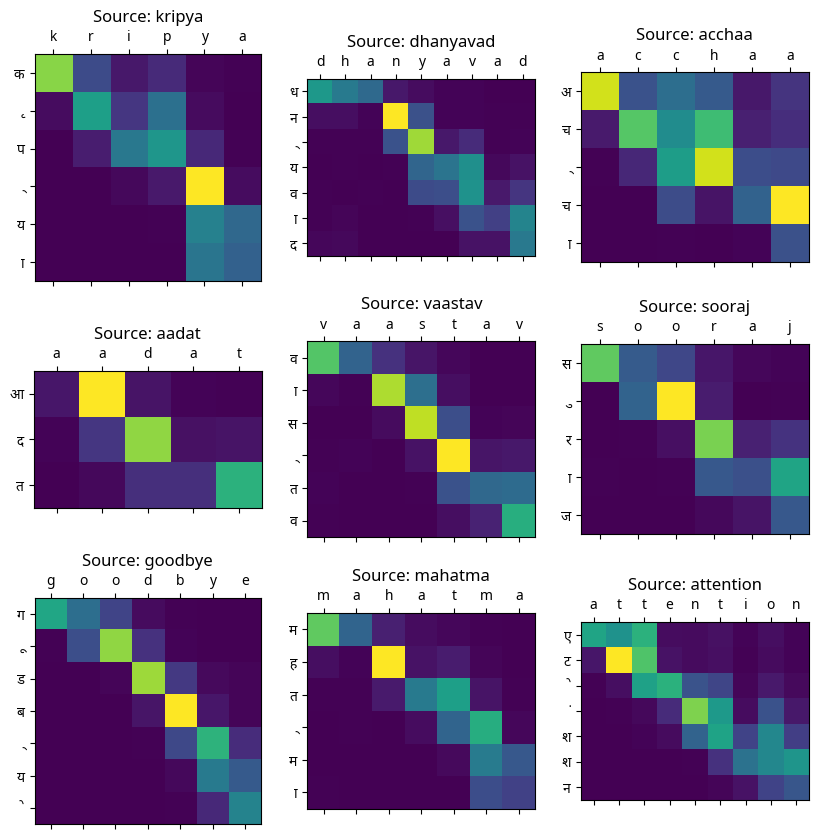 Source: kripya
k r i p y a
क
ृ
प
्
य
ा
Source: dhanyavad
d h a n y a v a d
ध
न
्
य
व
ा
द
Source: acchaa
a c c h a a
अ
च
्
च
ा
Source: aadat
a a d a t
आ
द
त
Source: vaastav
v a a s t a v
व
ा
स
्
त
व
Source: sooraj
s o o r a j
स
ु
र
ा
ज
Source: goodbye
g o o d b y e
ग
ू
ड
ब
्
य
े
Source: mahatma
m a h a t m a
म
ह
त
्
म
ा
Source: attention
a t t e n t i o n
ए
ट
े
ं
श
श
न